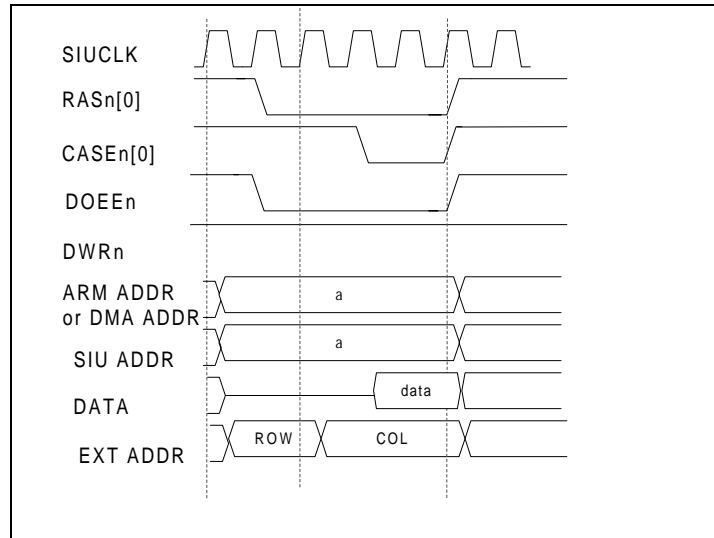 SIUCLK
RASn[0]
CASEn[0]
DOEEn
DWRn
ARM ADDR
or DMA ADDR
a
SIU ADDR
a
DATA
data
EXT ADDR
ROW
COL